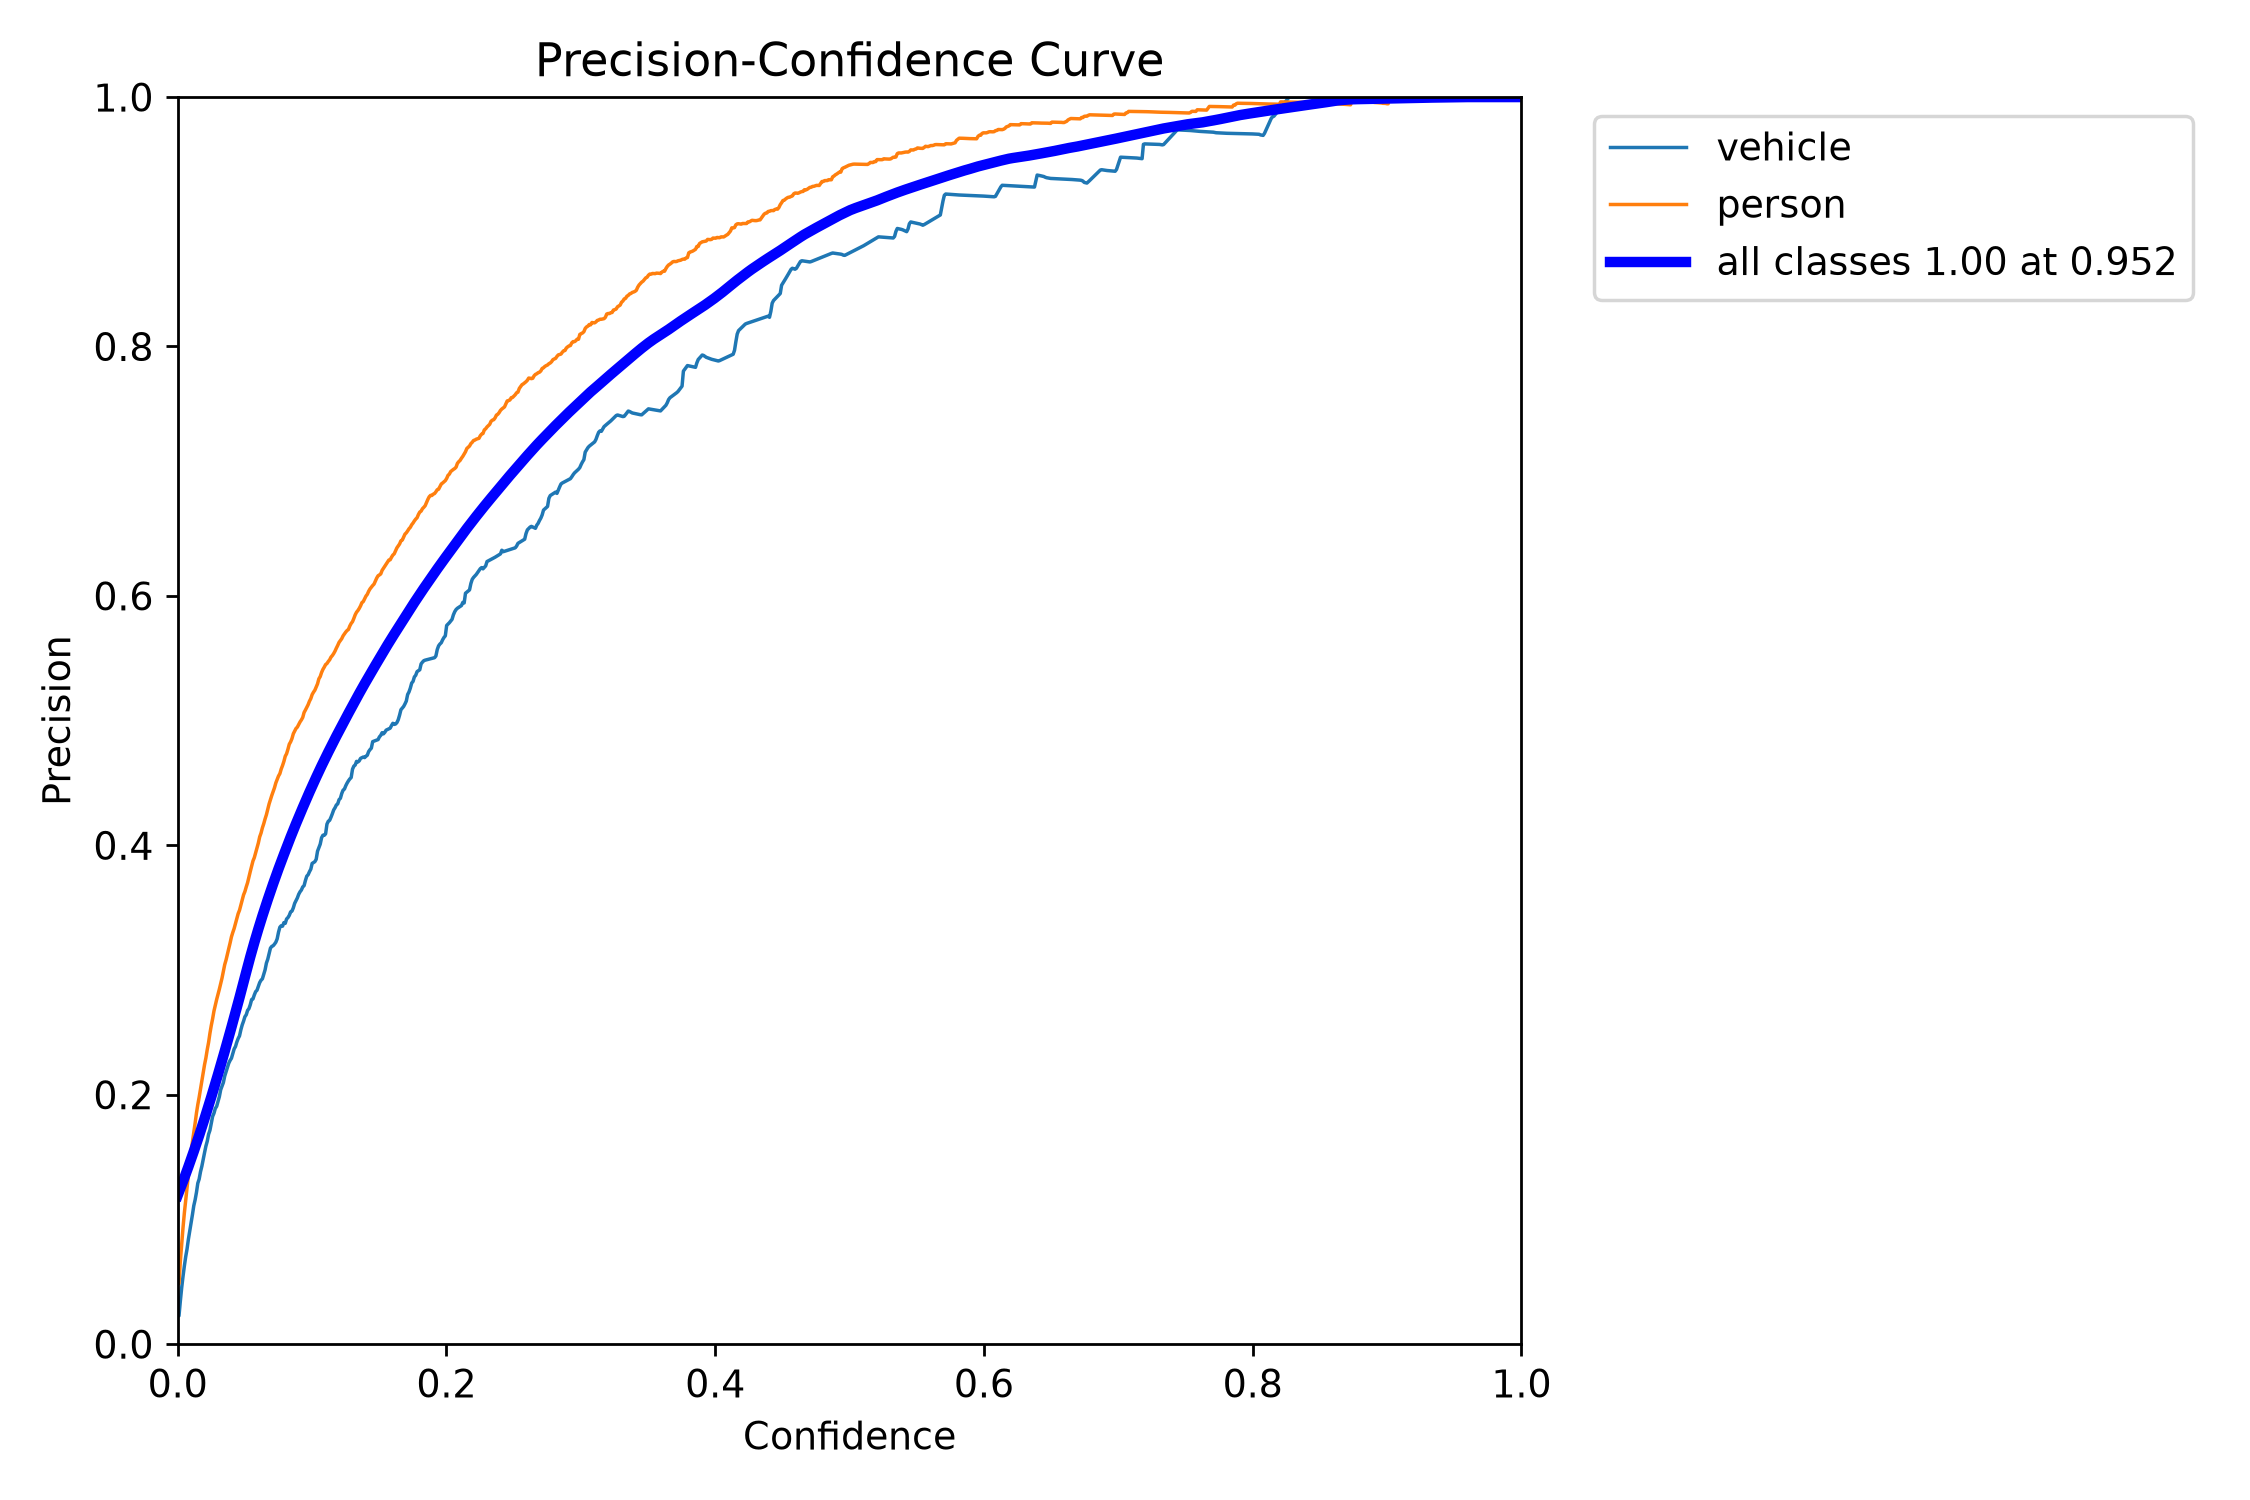 Precision-Confidence Curve
1.0
0.8
0.6
0.4
0.2
0.0
Precision
0.0 0.2 0.4 0.6 0.8 1.0
Confidence
vehicle
person
all classes 1.00 at 0.952